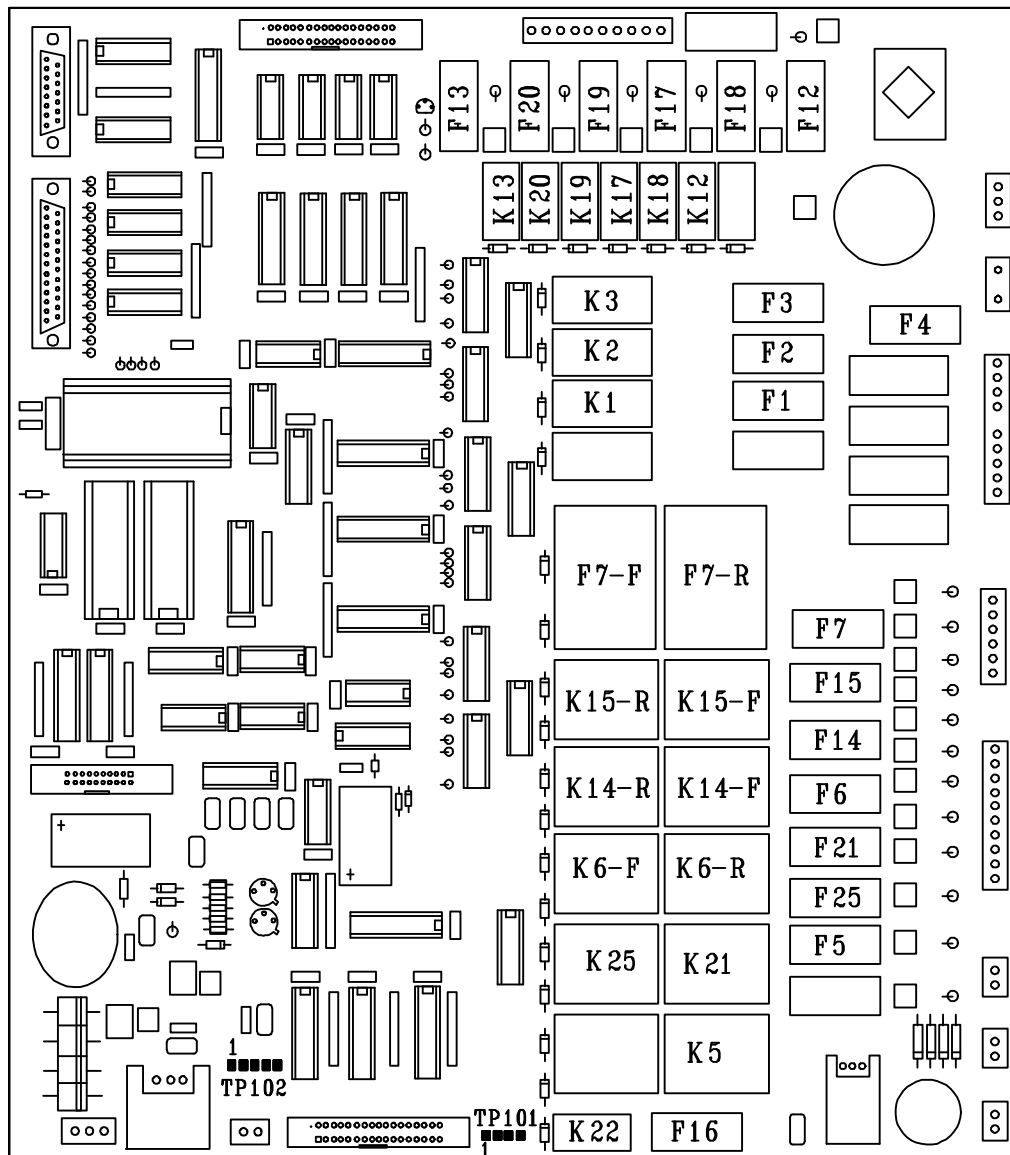 F13 F20 F19 F17 F18 F12
K13 K20 K19 K17 K18 K12
K3 F3
F4
K2 F2
K1 F1
F7-F F7-R
F7
K15-R K15-F F15
F14
K14-R K14-F F6
+
F21
K6-F K6-R
F25
F5
K25 K21
1
K5
TP102
TP101
K22 F16
1